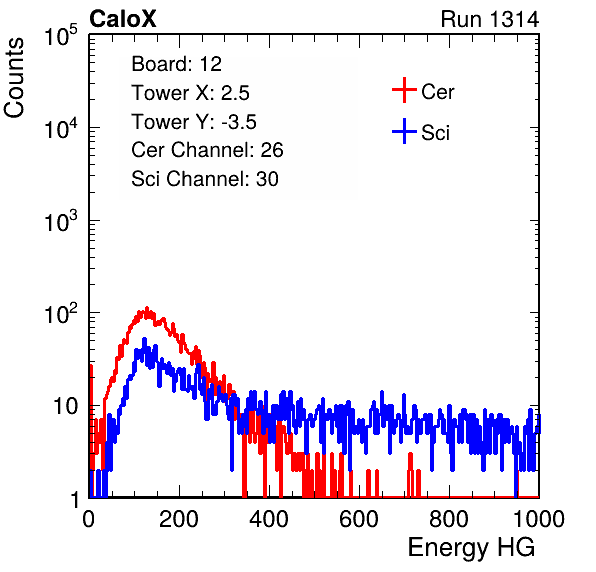 CaloX Run 1314
Counts
10^5
10^4
10^3
10^2
10
1
Board: 12
Tower X: 2.5
Tower Y: -3.5
Cer Channel: 26
Sci Channel: 30
Cer
Sci
0 200 400 600 800 1000
Energy HG